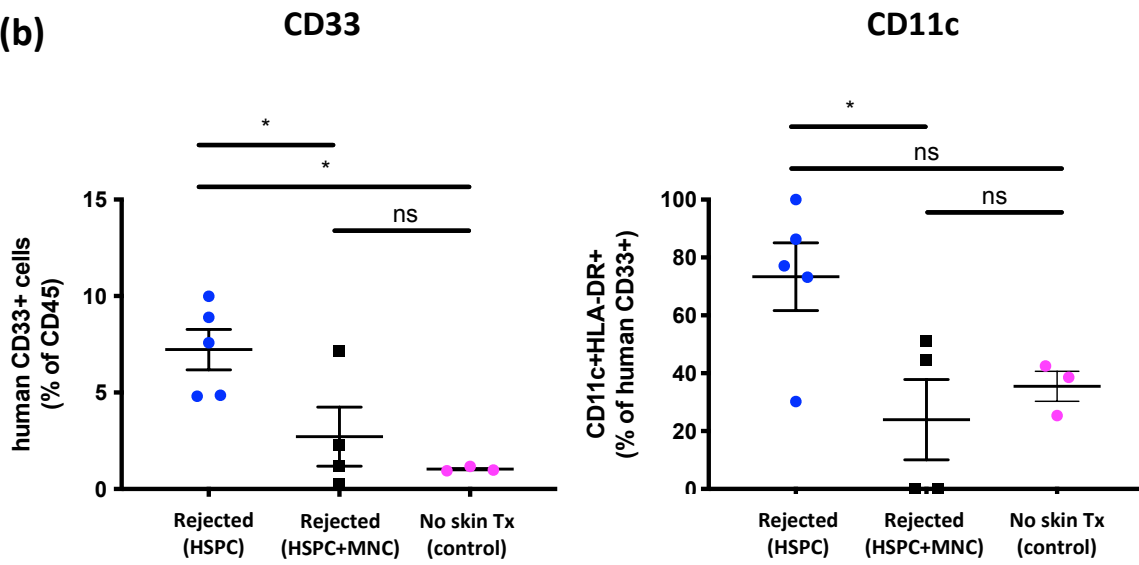 (b)
CD33
*
*
ns
human CD33+ cells
(% of CD45)
15
10
5
0
Rejected
(HSPC)
Rejected
(HSPC+MNC)
No skin Tx
(control)
CD11c
*
ns
ns
CD11c+HLA-DR+
(% of human CD33+)
100
80
60
40
20
0
Rejected
(HSPC)
Rejected
(HSPC+MNC)
No skin Tx
(control)